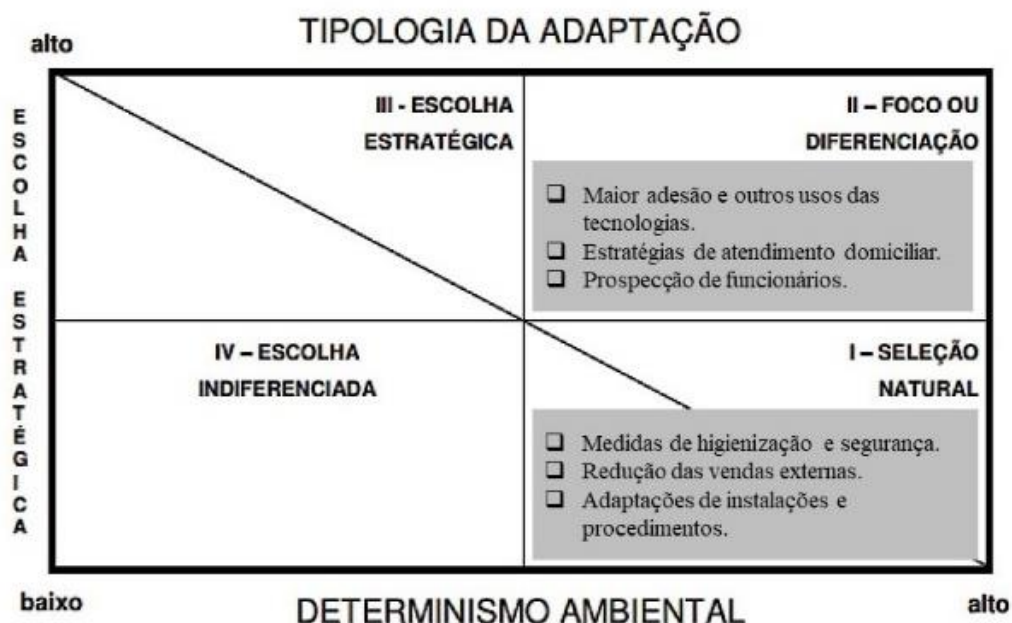 TIPOLOGIA DA ADAPTAÇÃO
alto
ESCOLHA ESTRATÉGICA
III - ESCOLHA
ESTRATÉGICA
II – FOCO OU
DIFERENCIAÇÃO
❑ Maior adesão e outros usos das
tecnologias.
❑ Estratégias de atendimento domiciliar.
❑ Prospecção de funcionários.
IV – ESCOLHA
INDIFERENCIADA
I – SELEÇÃO
NATURAL
❑ Medidas de higienização e segurança.
❑ Redução das vendas externas.
❑ Adaptações de instalações e
procedimentos.
baixo
DETERMINISMO AMBIENTAL
alto